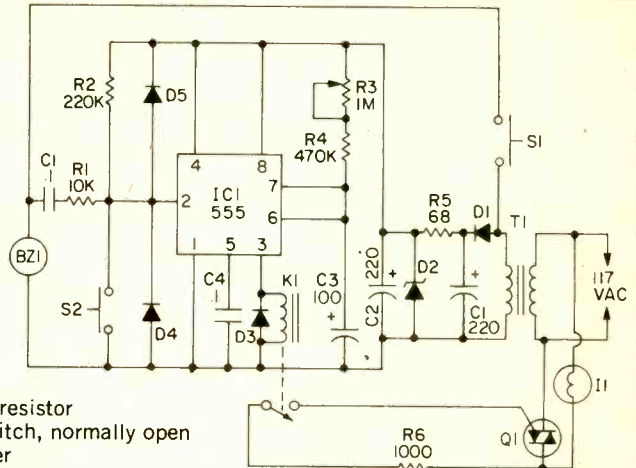 R2
220K
D5
R3
1M
R4
470K
S1
4
8
7
C1
.1
R1
10K
2
IC1
555
6
R5
68
D1
T1
BZ1
1
5
3
K1
220
+
D2
+
117
VAC
S2
C4
.1
C3
100
+
C2
C1
220
D4
D3
I1
resistor
itch, normally open
er
R6
1000
Q1